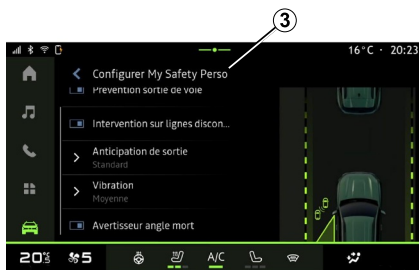 3
16°C · 20:23
Configurer My Safety Perso
Prévention sortie de voie
Intervention sur lignes discon...
Anticipation de sortie
Standard
Vibration
Moyenne
Avertisseur angle mort
20°5 5 A/C